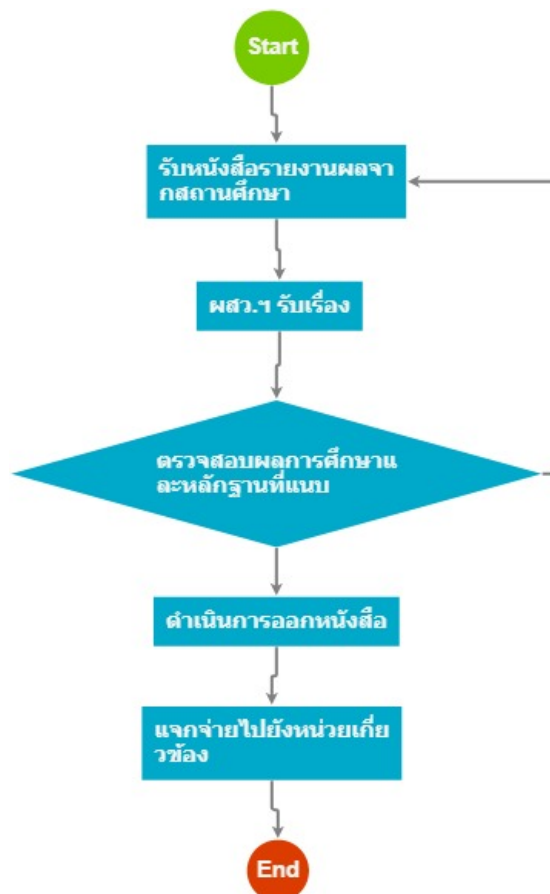 Start
รับหนังสือรายงานผลจา
กสถานศึกษา
ผสว.ฯ รับเรื่อง
ตรวจสอบผลการศึกษาแ
ละหลักฐานที่แนบ
ดำเนินการออกหนังสือ
แจกจ่ายไปยังหน่วยเกี่ย
วข้อง
End